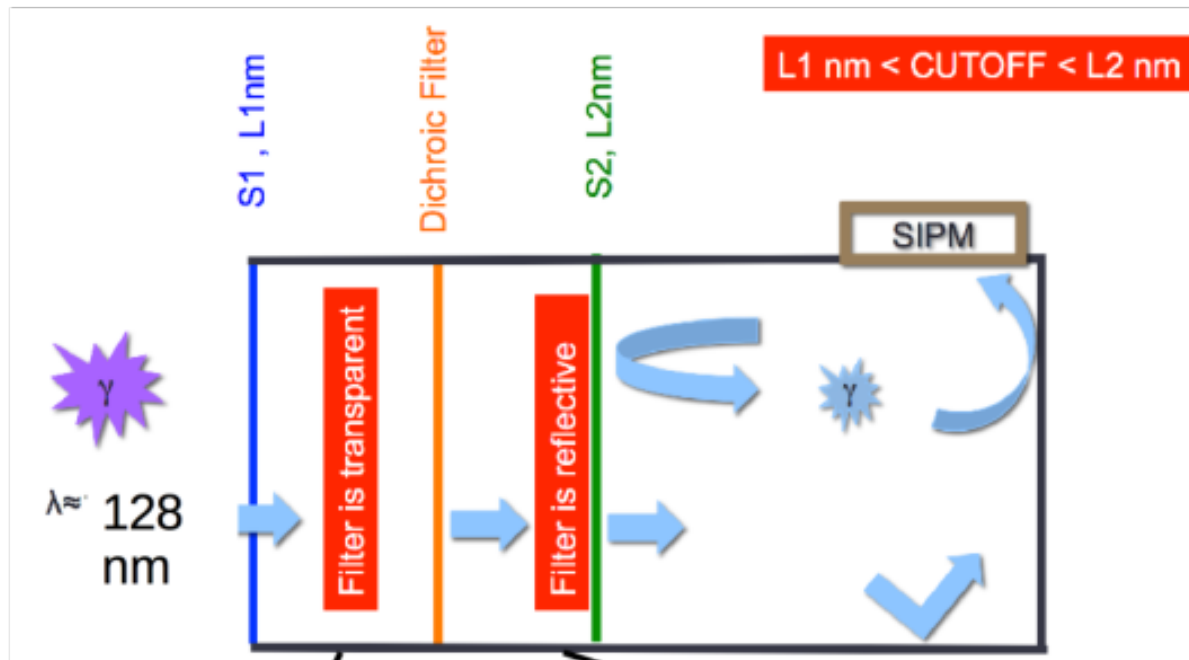 L1 nm < CUTOFF < L2 nm
S1 , L1nm
Dichroic Filter
S2, L2nm
SIPM
Filter is transparent
Filter is reflective
γ
γ
λ≈ 128
nm